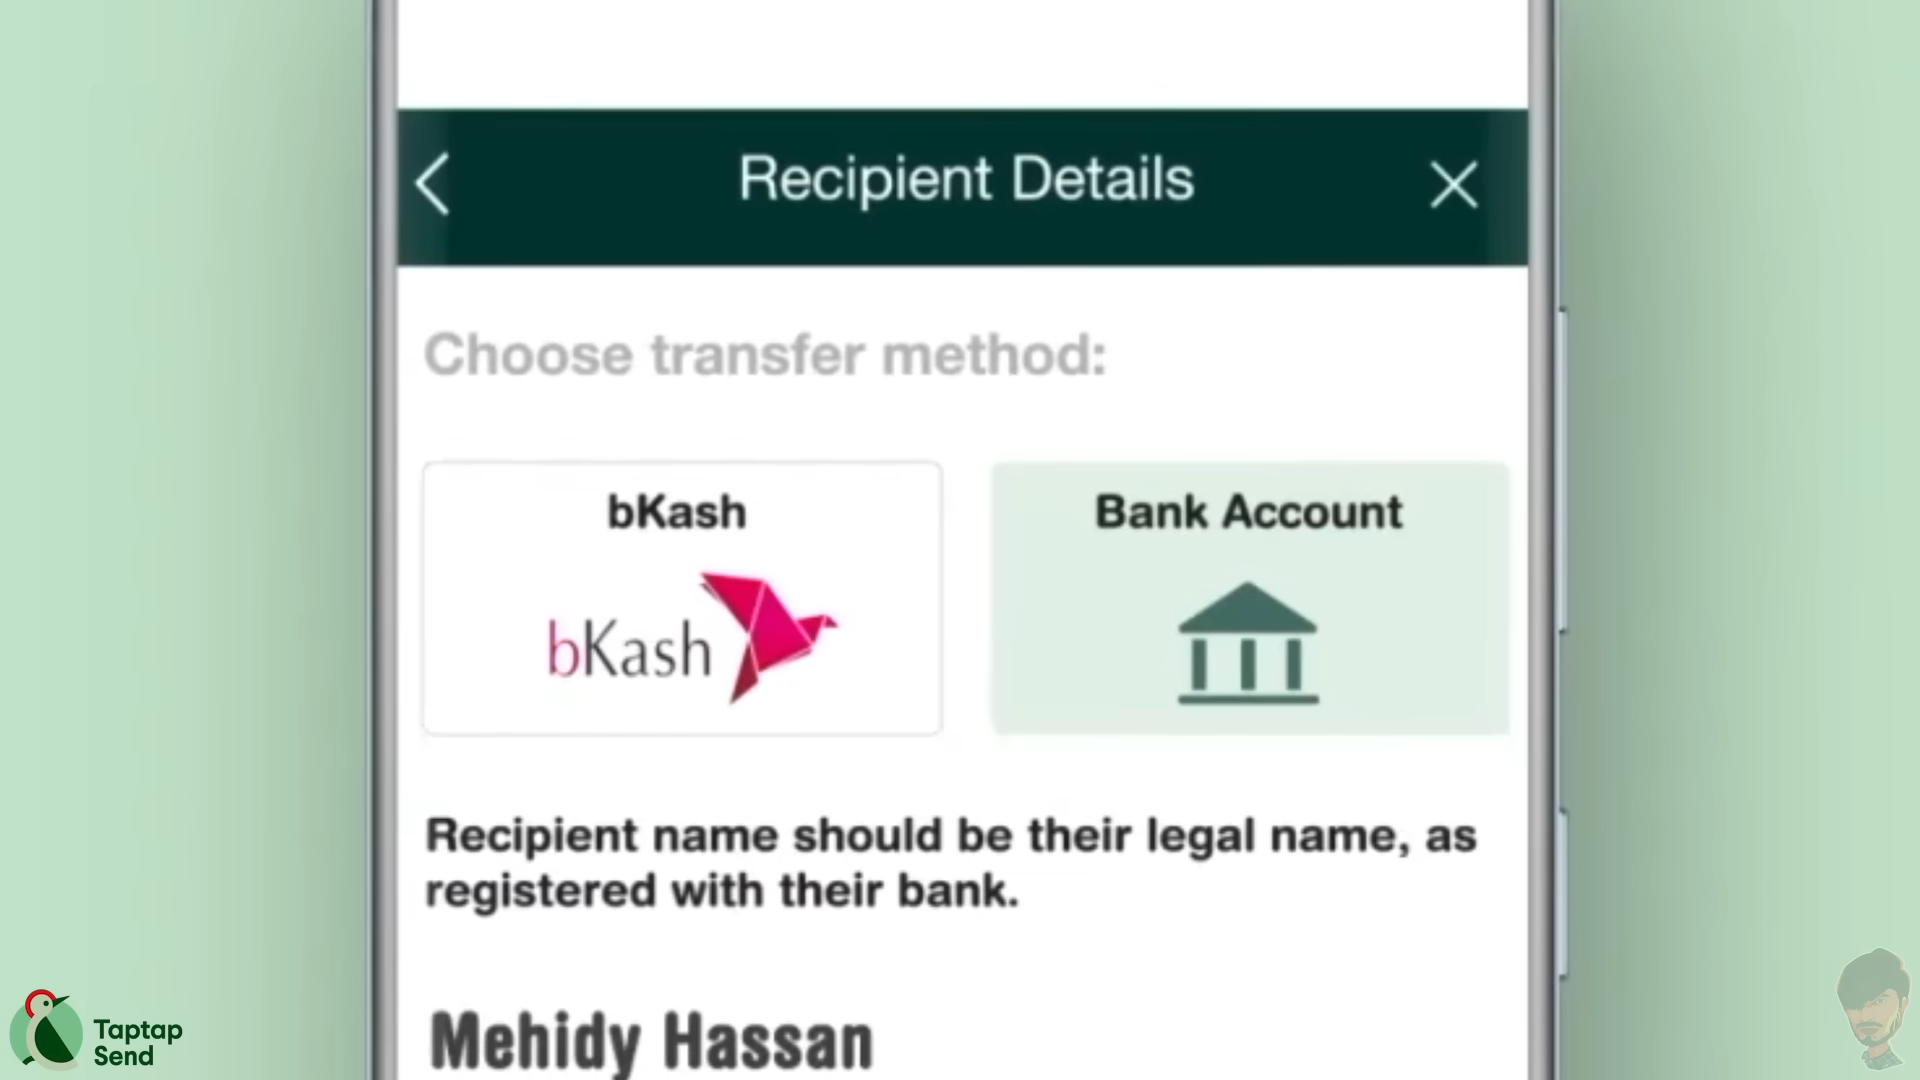 Recipient Details
Choose transfer method:
bKash
Bank Account
bKash
Recipient name should be their legal name, as
registered with their bank.
Mehidy Hassan
Taptap
Send